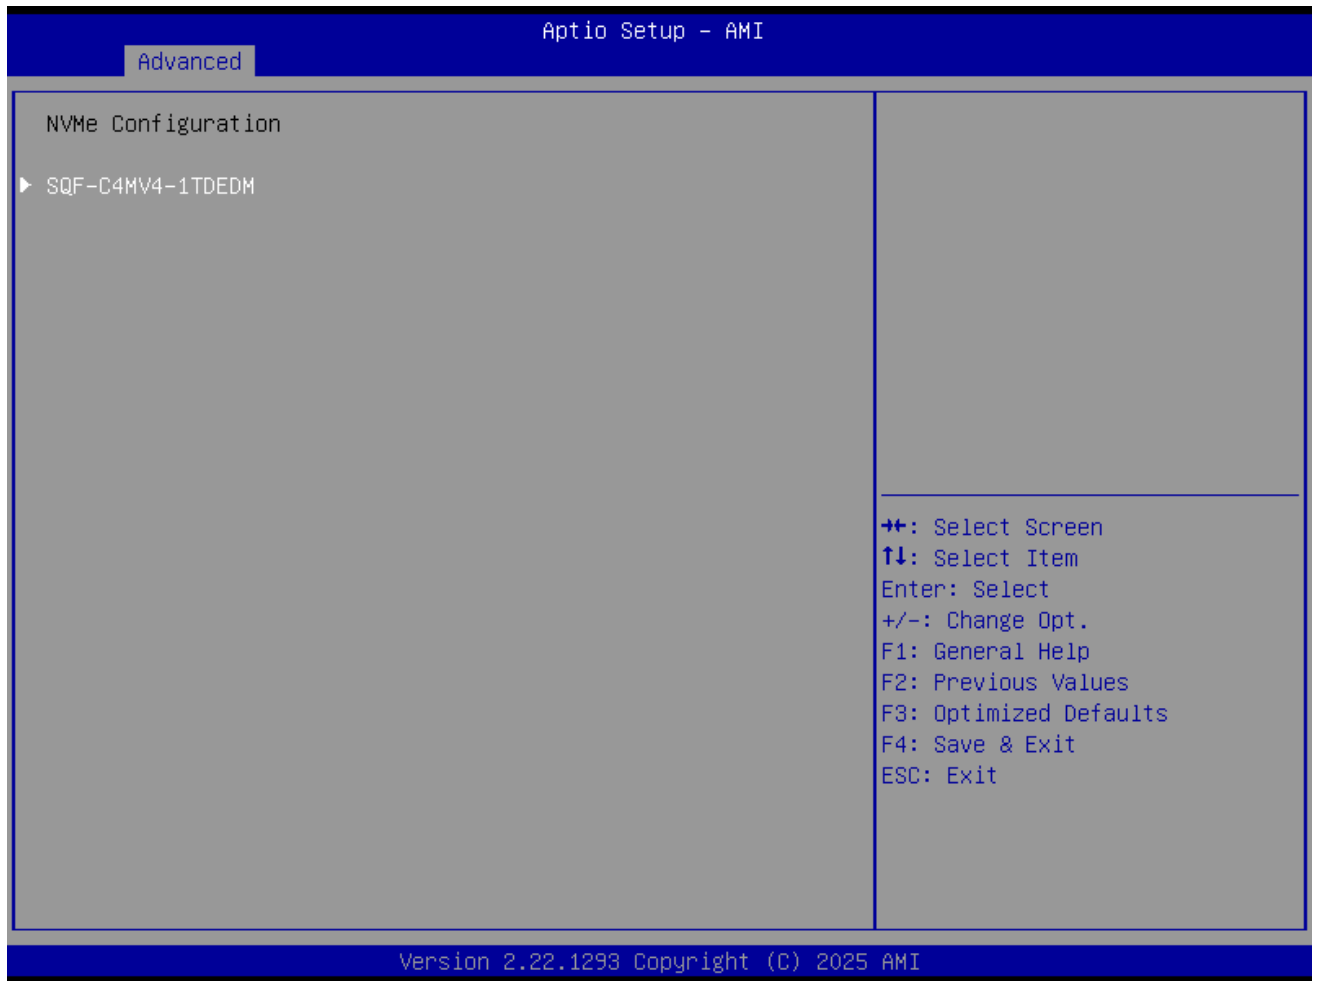 Aptio Setup – AMI
Advanced
NVMe Configuration
▶ SQF-C4MV4-1TDEDM
→←: Select Screen
↑↓: Select Item
Enter: Select
+/-: Change Opt.
F1: General Help
F2: Previous Values
F3: Optimized Defaults
F4: Save & Exit
ESC: Exit
Version 2.22.1293 Copyright (C) 2025 AMI